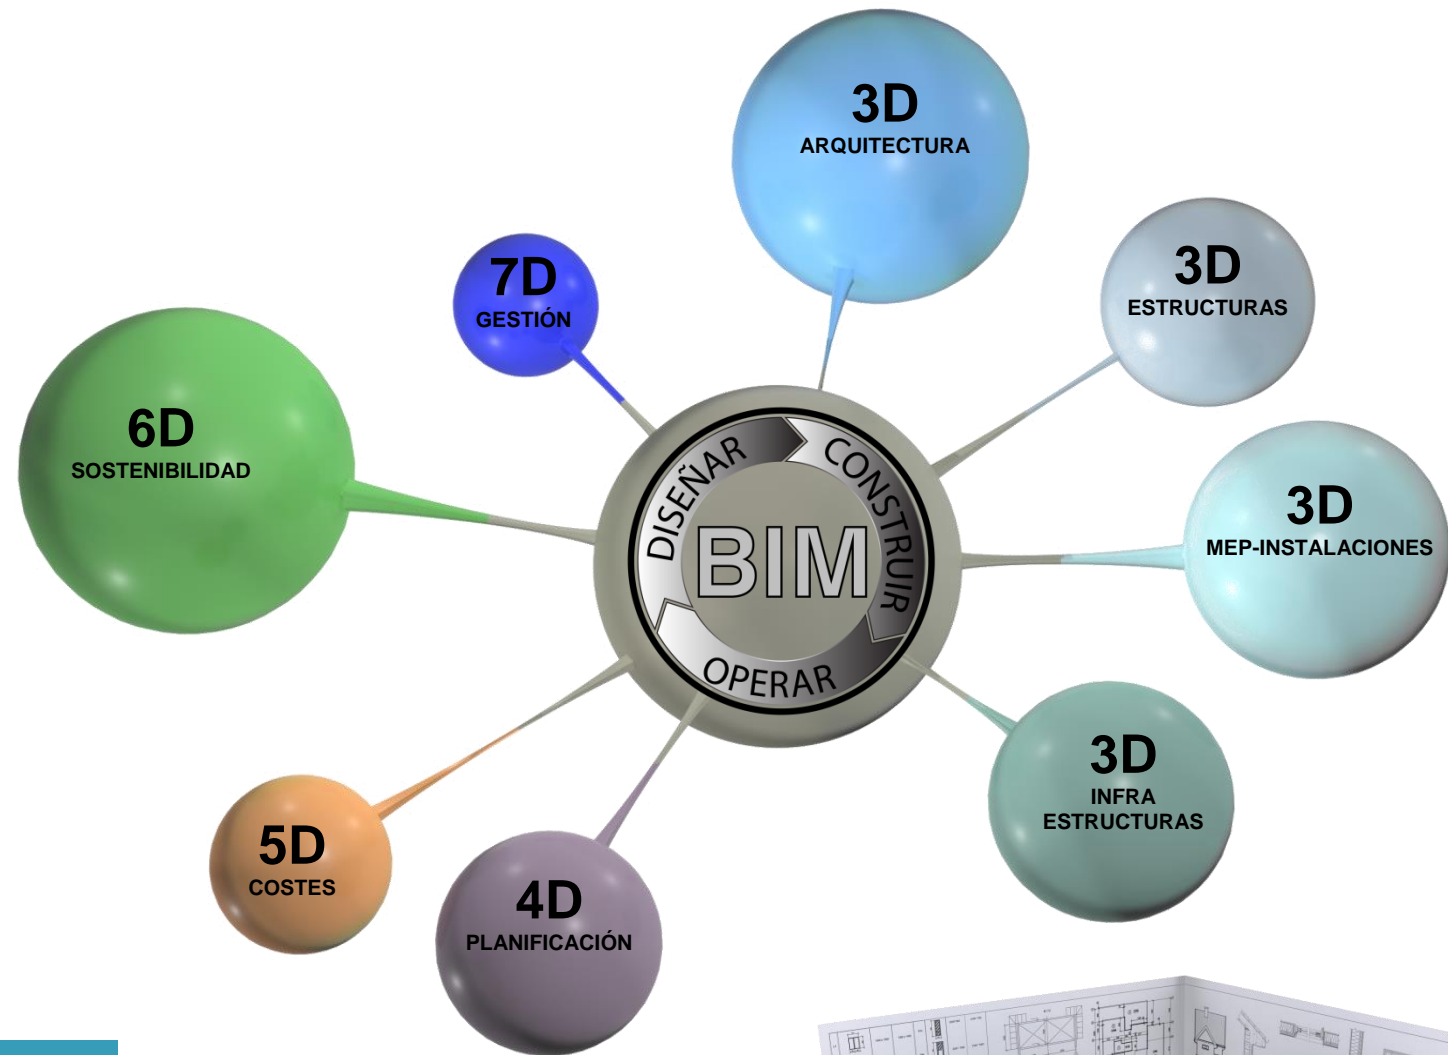 3D
ARQUITECTURA
3D
ESTRUCTURAS
7D
GESTIÓN
6D
SOSTENIBILIDAD
DISEÑAR
CONSTRUIR
BIM
OPERAR
3D
MEP-INSTALACIONES
3D
INFRA
ESTRUCTURAS
5D
COSTES
4D
PLANIFICACIÓN